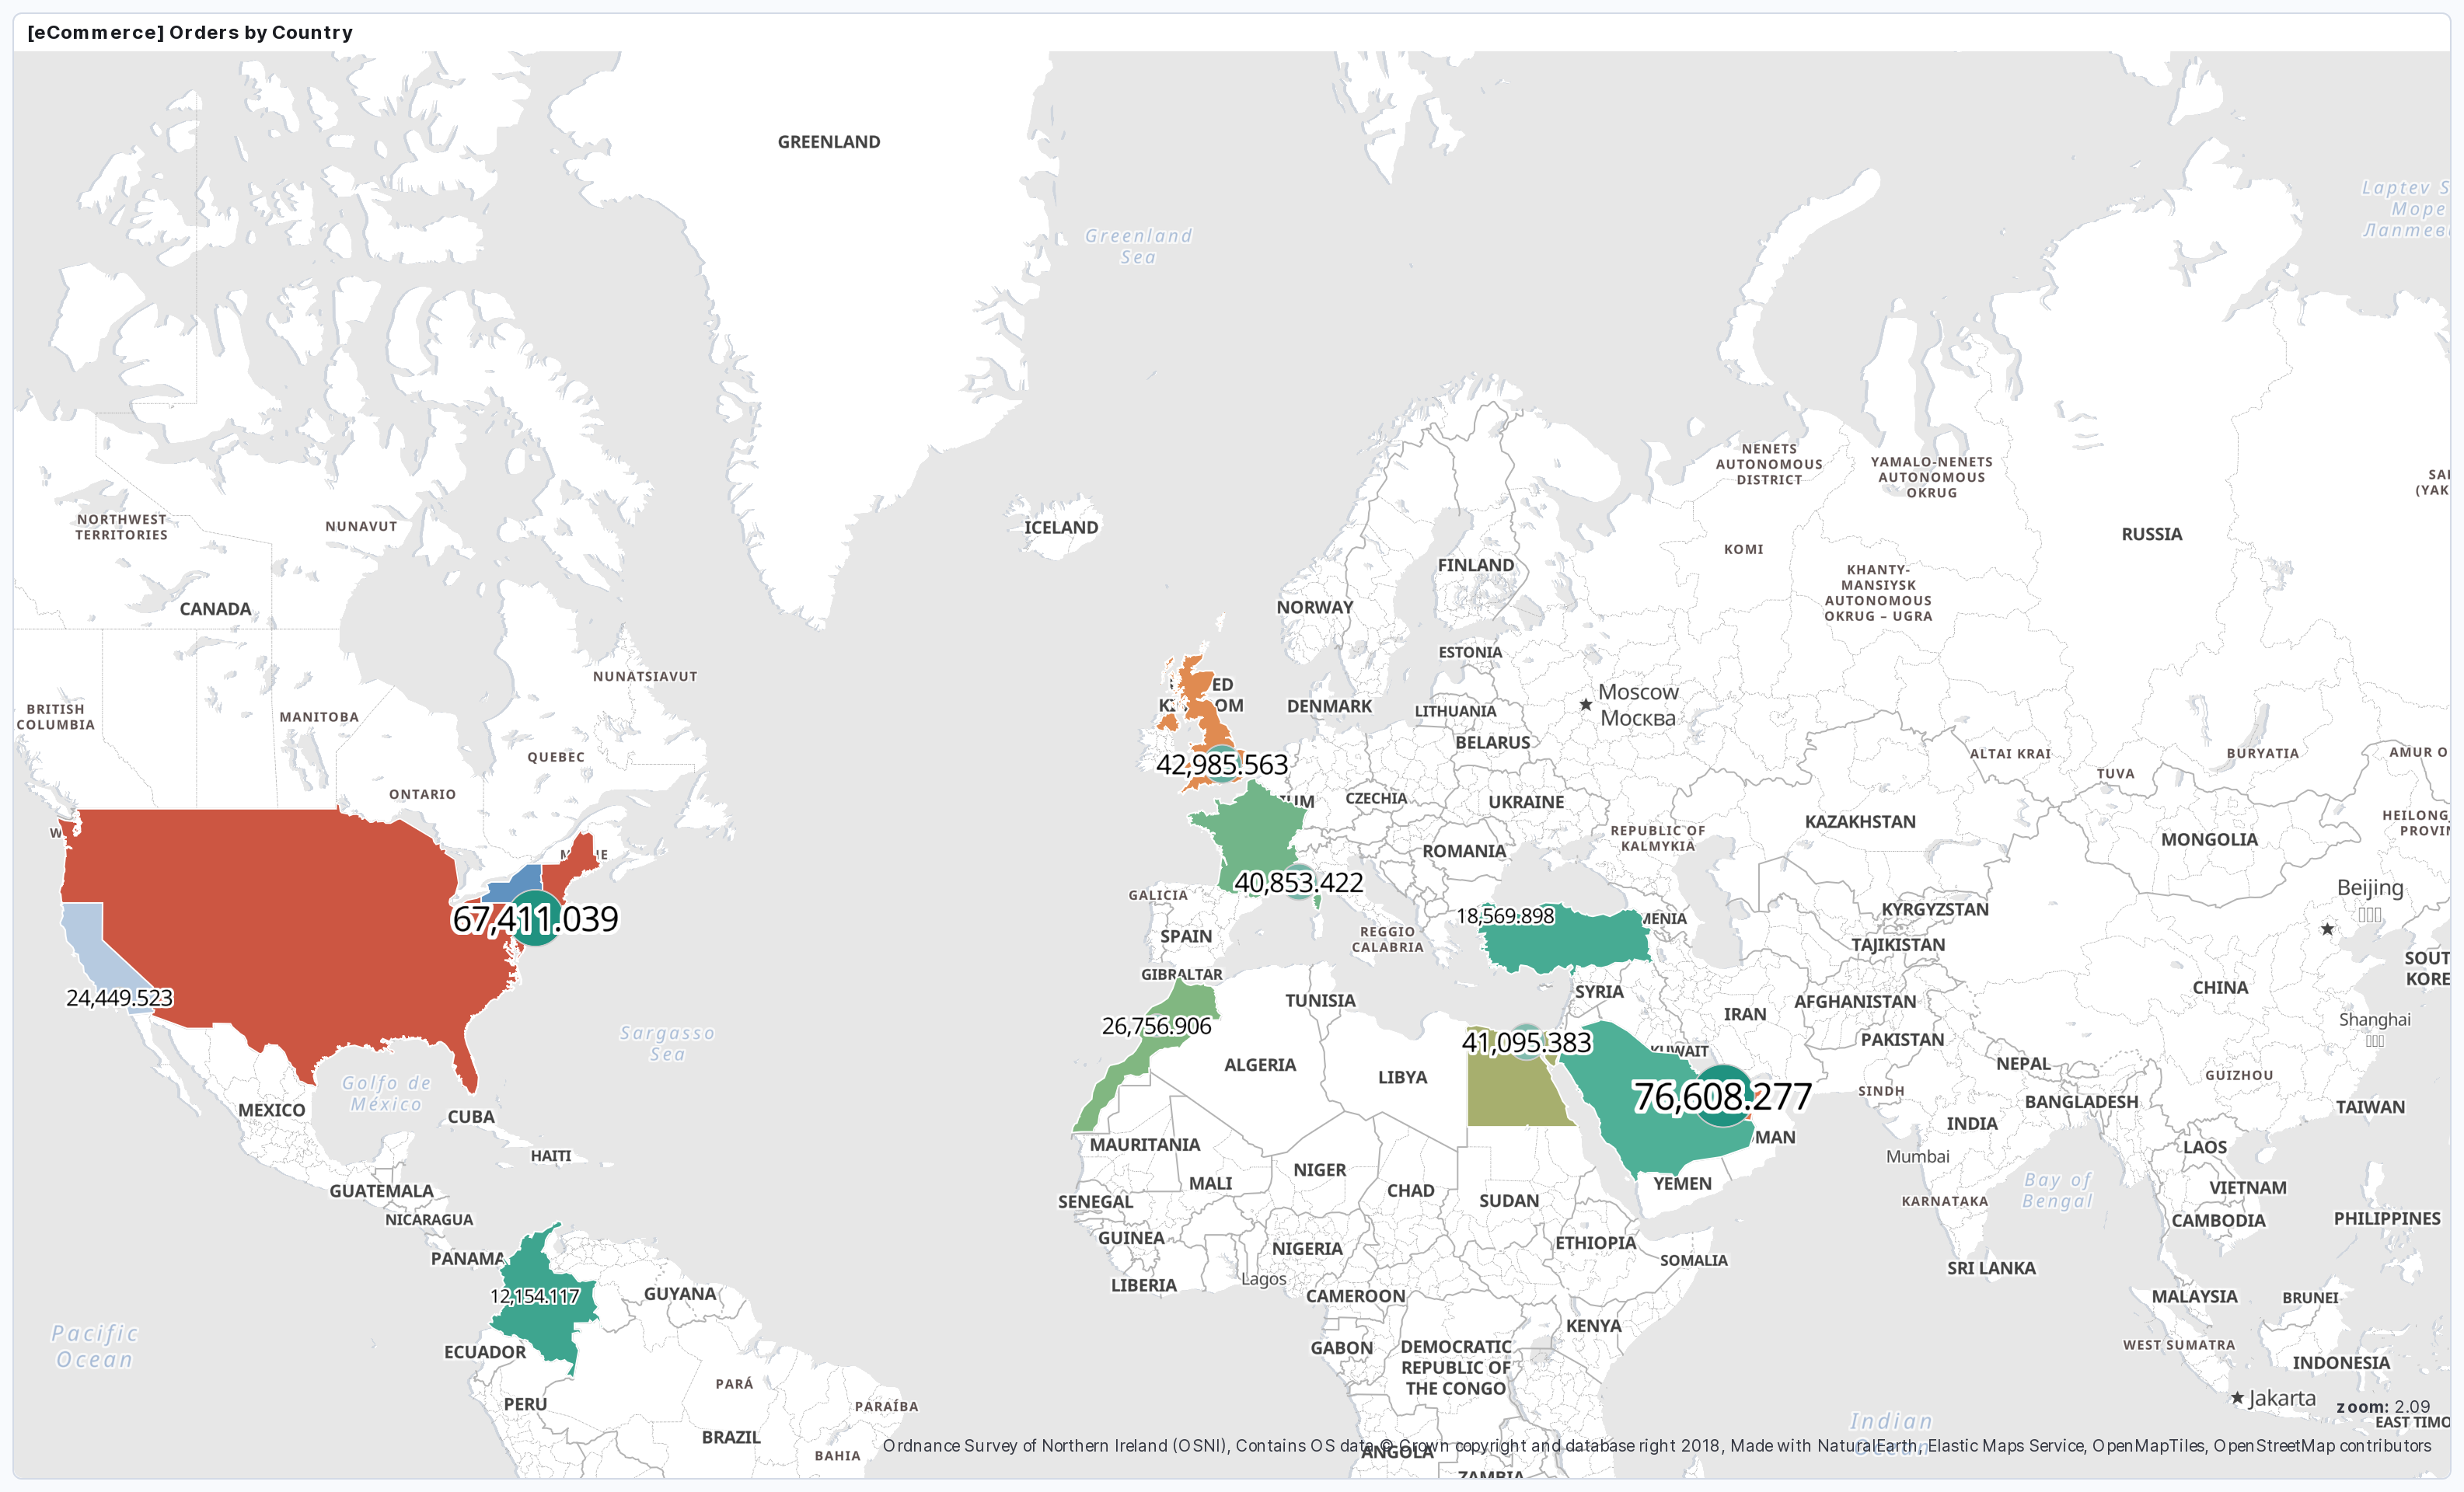 [eCommerce] Orders by Country
GREENLAND
Greenland
Sea
Laptev S
Море
Лаптев
ICELAND
NORTHWEST
TERRITORIES
NUNAVUT
CANADA
NUNATSIAVUT
BRITISH
COLUMBIA
MANITOBA
QUEBEC
ONTARIO
NENETS
AUTONOMOUS
DISTRICT
YAMALO-NENETS
AUTONOMOUS
OKRUG
SA
(YAK
RUSSIA
KOMI
KHANTY-
MANSIYSK
AUTONOMOUS
OKRUG – UGRA
FINLAND
NORWAY
ESTONIA
ED
OM
DENMARK
LITHUANIA
BELARUS
Moscow
Москва
42,985.563
UM
CZECHIA
UKRAINE
ALTAI KRAI
TUVA
BURYATIA
AMUR O
HEILONG
PROVIN
REPUBLIC OF
KALMYKIA
KAZAKHSTAN
MONGOLIA
ROMANIA
W
67,411.039
24,449.523
40,853.422
GALICIA
SPAIN
REGGIO
CALABRIA
18,569.898
MENIA
KYRGYZSTAN
TAJIKISTAN
Beijing
SOUT
KORE
GIBRALTAR
TUNISIA
SYRIA
IRAN
AFGHANISTAN
CHINA
Shanghai
Sargasso
Sea
26,756.906
41,095.383
KUWAIT
PAKISTAN
NEPAL
ALGERIA
LIBYA
76,608.277
SINDH
GUIZHOU
BANGLADESH
TAIWAN
Golfo de
México
MEXICO
CUBA
HAITI
MAURITANIA
MAN
INDIA
Mumbai
LAOS
GUATEMALA
NICARAGUA
PANAMA
SENEGAL
MALI
NIGER
CHAD
SUDAN
YEMEN
KARNATAKA
Bay of
Bengal
VIETNAM
CAMBODIA
PHILIPPINES
GUINEA
NIGERIA
ETHIOPIA
SOMALIA
LIBERIA
Lagos
CAMEROON
SRI LANKA
MALAYSIA
BRUNEI
12,154.117
GUYANA
Pacific
Ocean
ECUADOR
GABON
DEMOCRATIC
REPUBLIC OF
THE CONGO
KENYA
WEST SUMATRA
INDONESIA
PERU
PARÁ
PARAÍBA
BRAZIL
BAHIA
Indian
Jakarta
zoom: 2.09
EAST TIMO
ANGOLA
ZAMBIA
Ordnance Survey of Northern Ireland (OSNI), Contains OS data © Crown copyright and database right 2018, Made with NaturalEarth, Elastic Maps Service, OpenMapTiles, OpenStreetMap contributors